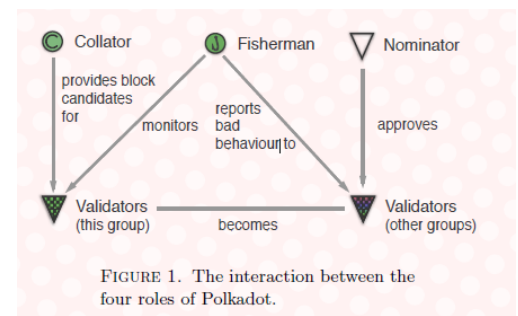 Collator
Fisherman
Nominator
provides block
candidates
for
monitors
reports
bad
behaviour to
approves
Validators
(this group)
becomes
Validators
(other groups)
FIGURE 1. The interaction between the
four roles of Polkadot.